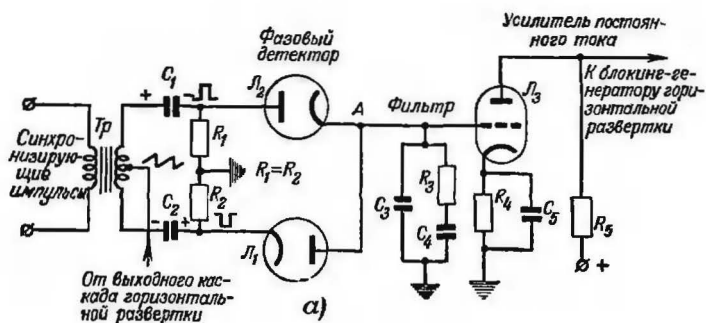 Усилитель постоян-
ного тока
Фазовый
детектор
К блокинг-ге-
нератору гори-
зонтальной
развертки
C₁
Л₂
А
Фильтр
Л₃
+
-
Тр
Синхро-
низирую-
щие
импульсы
R₁
R₁=R₂
R₂
R₃
C₃
C₄
R₄
C₅
R₅
+
C₂
-
+
Л₁
От выходного кас-
када горизонталь-
ной развертки
а)